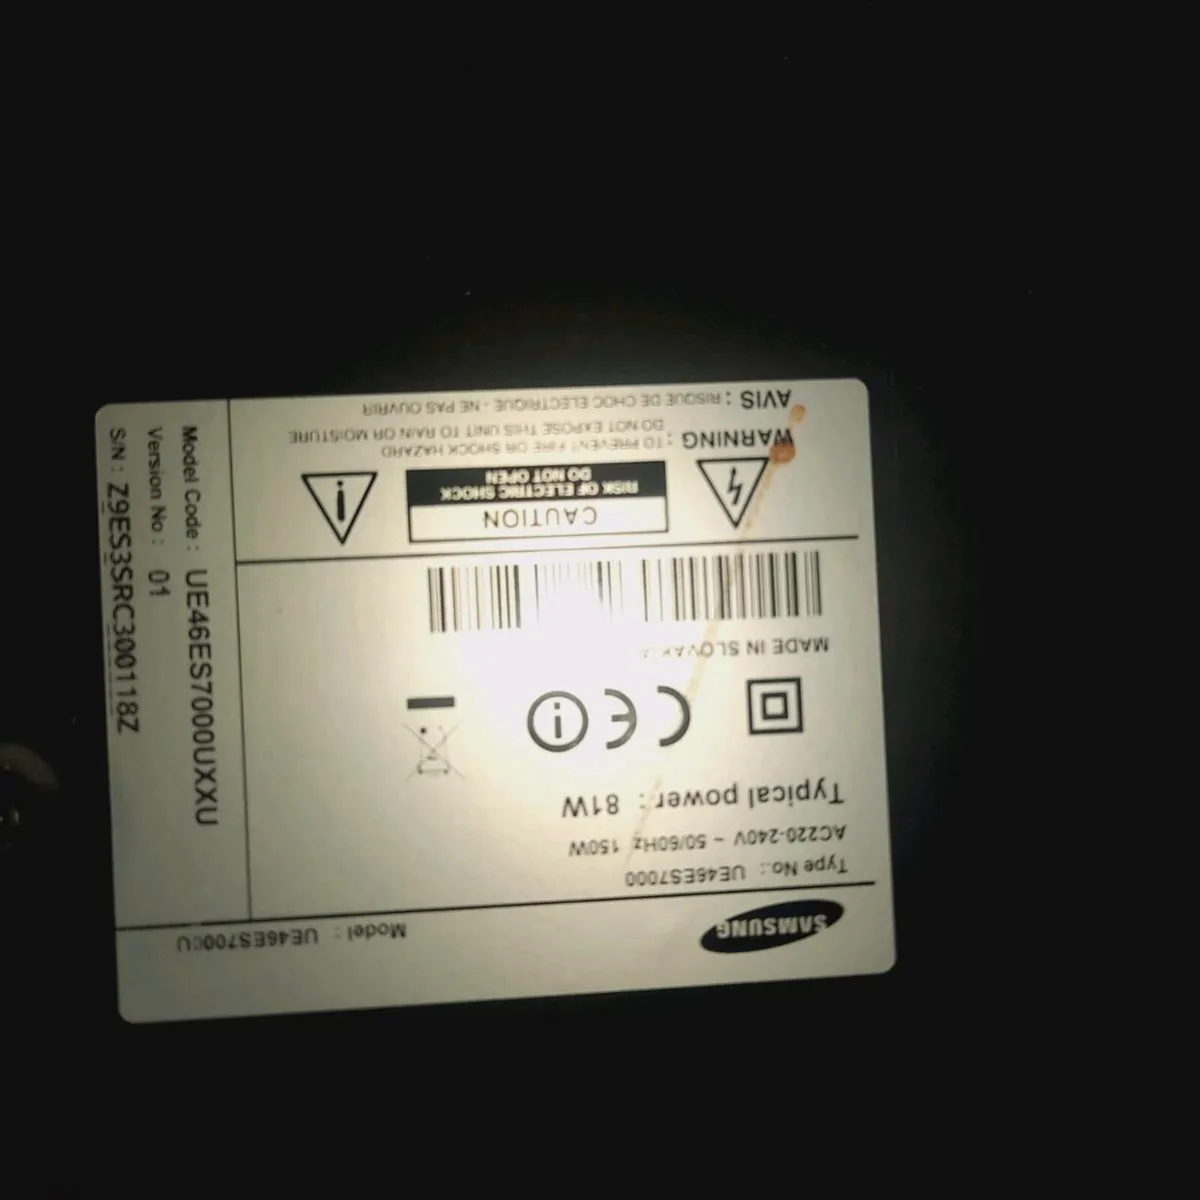 SAMSUNG
Model : UE46ES7000U
Type No.: UE46ES7000
AC220-240V ~ 50/60Hz 150W
Typical power : 81W
CE
MADE IN SLOVAKIA
CAUTION
RISK OF ELECTRIC SHOCK
DO NOT OPEN
WARNING : TO PREVENT FIRE OR SHOCK HAZARD
DO NOT EXPOSE THIS UNIT TO RAIN OR MOISTURE
AVIS : RISQUE DE CHOC ELECTRIQUE - NE PAS OUVRIR
Model Code : UE46ES7000UXXU
Version No : 01
S/N : Z9ES3SRC300118Z